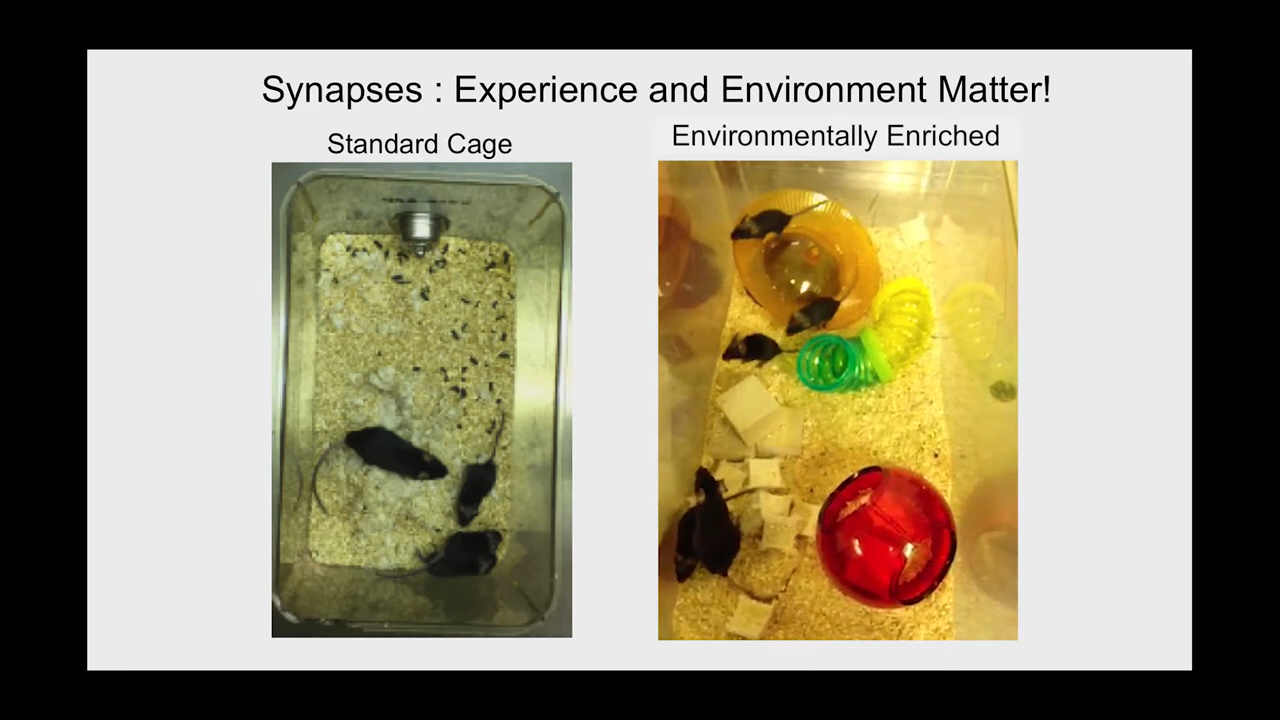 Synapses : Experience and Environment Matter!
Standard Cage
Environmentally Enriched